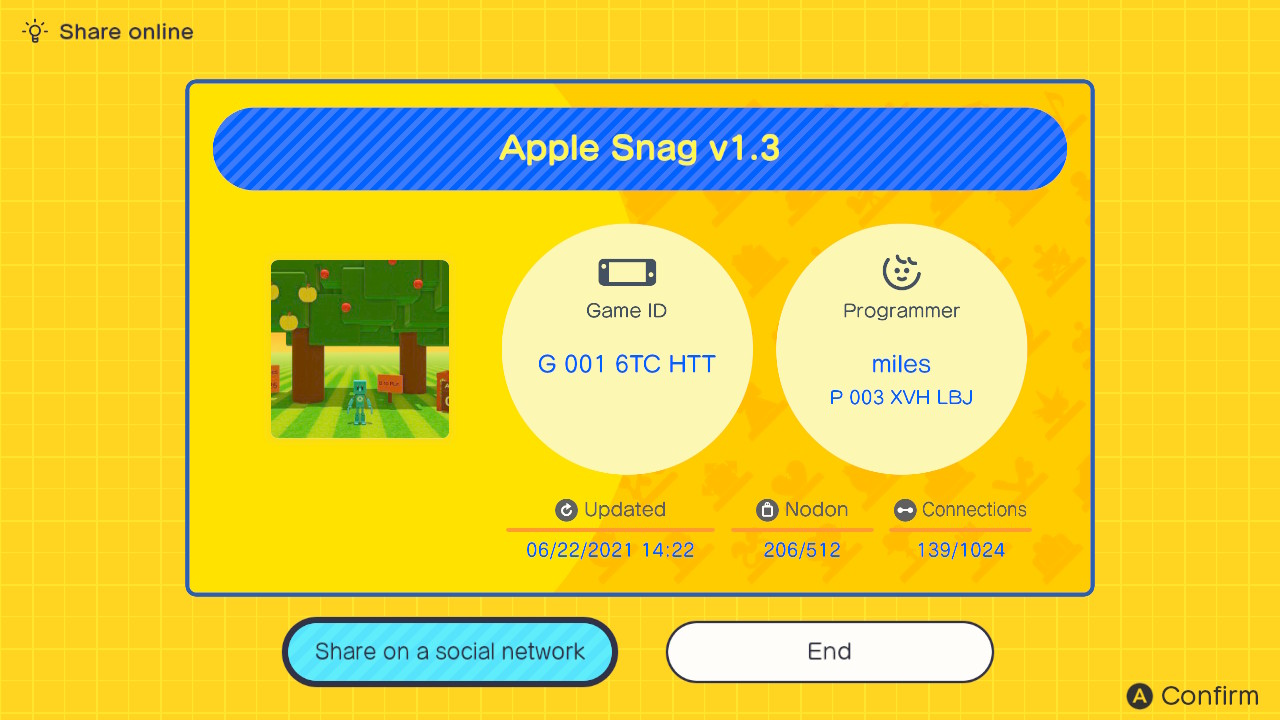 Share online
Apple Snag v1.3
Game ID
G 001 6TC HTT
Programmer
miles
P 003 XVH LBJ
Updated
06/22/2021 14:22
Nodon
206/512
Connections
139/1024
Share on a social network
End
A Confirm